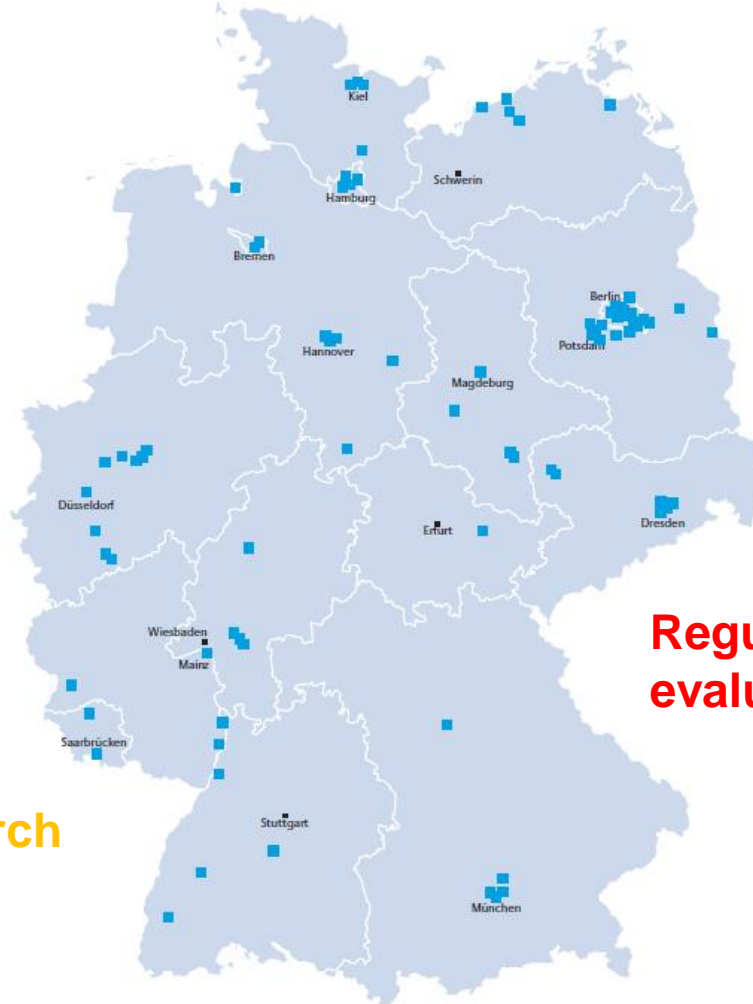 Kiel
Schwerin
Hamburg
Bremen
Berlin
Hannover
Potsdam
Magdeburg
Düsseldorf
Erfurt
Dresden
Wiesbaden
Mainz
Regu
evalu
Saarbrücken
rch
Stuttgart
München